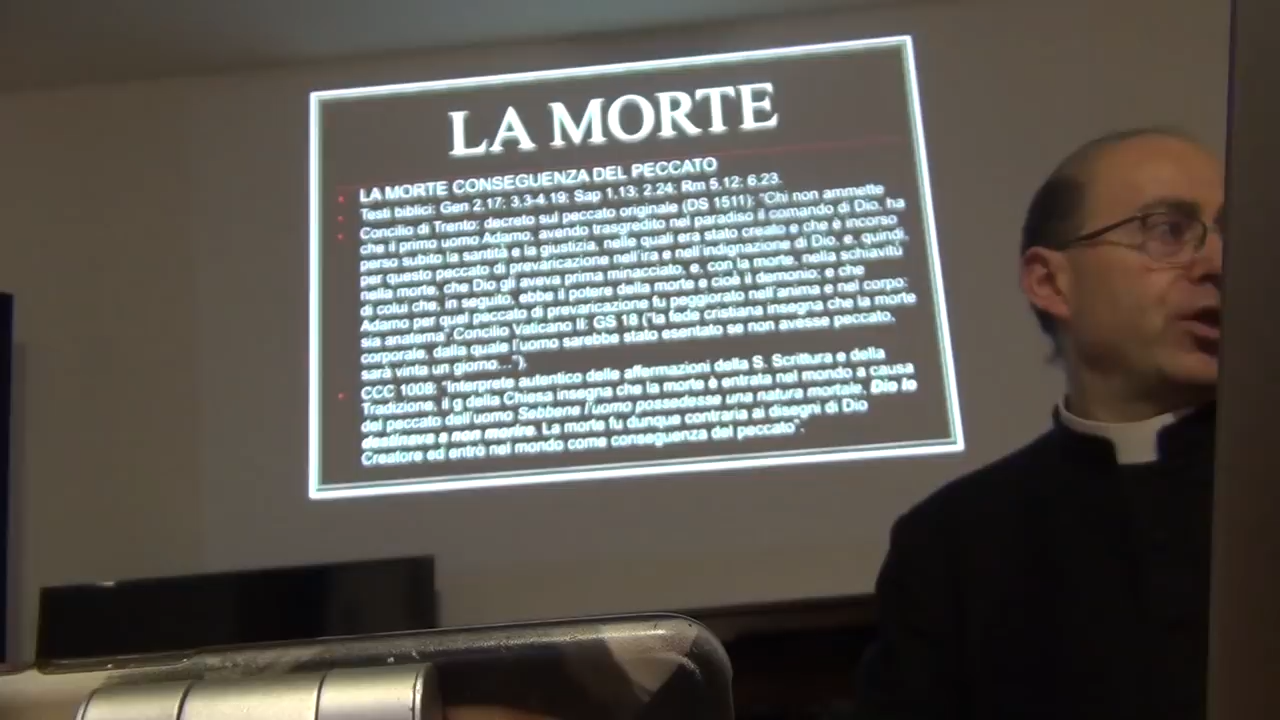 LA MORTE
LA MORTE CONSEGUENZA DEL PECCATO
Testi biblici: Gen 2,17; 3,3-4.19; Sap 1,13; 2,24; Rm 5,12; 6,23.
Concilio di Trento: decreto sul peccato originale (DS 1511): “Chi non ammette
che il primo uomo Adamo, avendo trasgredito nel paradiso il comando di Dio, ha
perso subito la santità e la giustizia, nelle quali era stato creato e che è incorso
per questo peccato di prevaricazione nell'ira e nell'indignazione di Dio, e, quindi,
nella morte, che Dio gli aveva prima minacciato, e, con la morte, nella schiavitù
di colui che, in seguito, ebbe il potere della morte e cioè il demonio; e che
Adamo per quel peccato di prevaricazione fu peggiorato nell'anima e nel corpo:
sia anatema”.Concilio Vaticano II: GS 18 (“la fede cristiana insegna che la morte
corporale, dalla quale l'uomo sarebbe stato esentato se non avesse peccato,
sarà vinta un giorno…”).
CCC 1008: “Interprete autentico delle affermazioni della S. Scrittura e della
Tradizione, il g della Chiesa insegna che la morte è entrata nel mondo a causa
del peccato dell'uomo Sebbene l'uomo possedesse una natura mortale, Dio lo
destinava a non morire. La morte fu dunque contraria ai disegni di Dio
Creatore ed entrò nel mondo come conseguenza del peccato”.